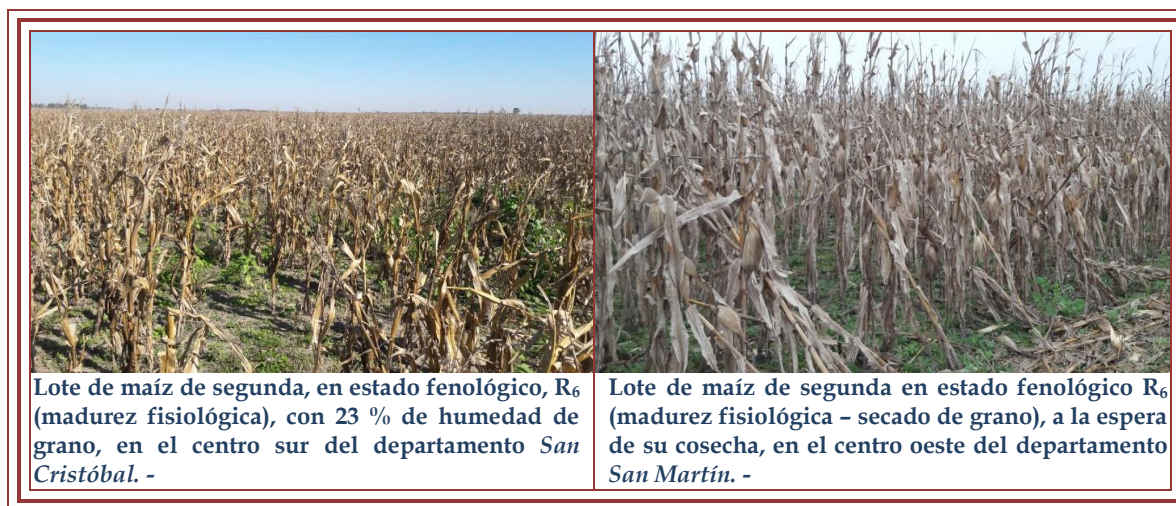 Lote de maíz de segunda, en estado fenológico, R₆
(madurez fisiológica), con 23 % de humedad de
grano, en el centro sur del departamento San
Cristóbal. -
Lote de maíz de segunda en estado fenológico R₆
(madurez fisiológica – secado de grano), a la espera
de su cosecha, en el centro oeste del departamento
San Martín. -